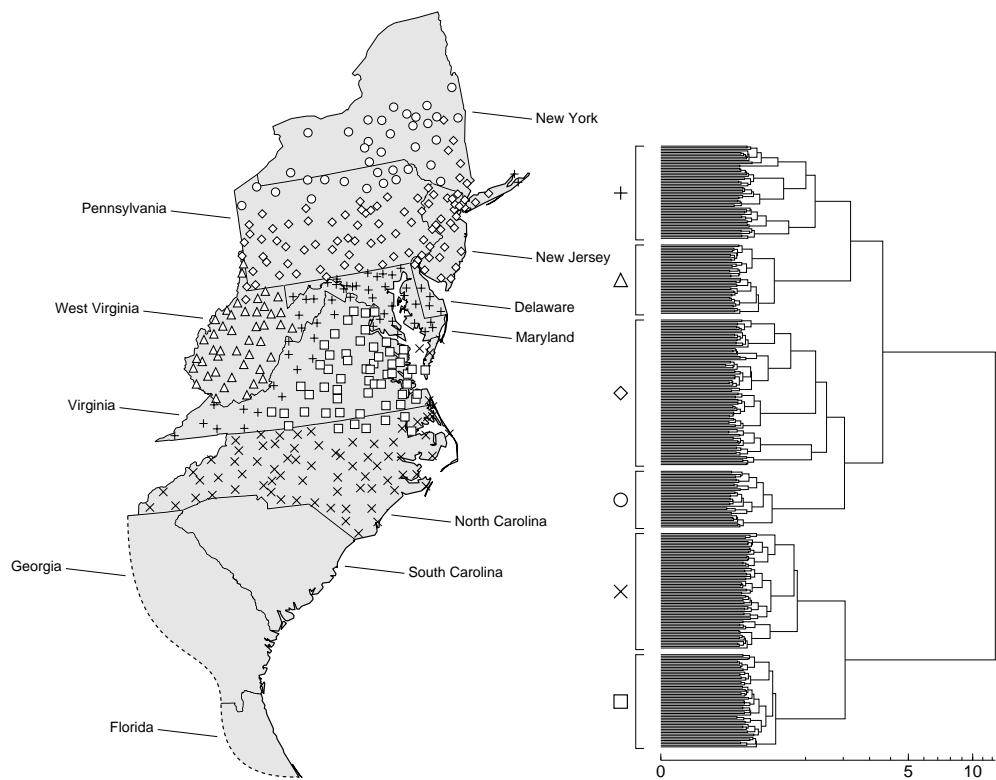 New York
Pennsylvania
New Jersey
West Virginia
Delaware
Maryland
Virginia
North Carolina
Georgia
South Carolina
Florida
0 5 10